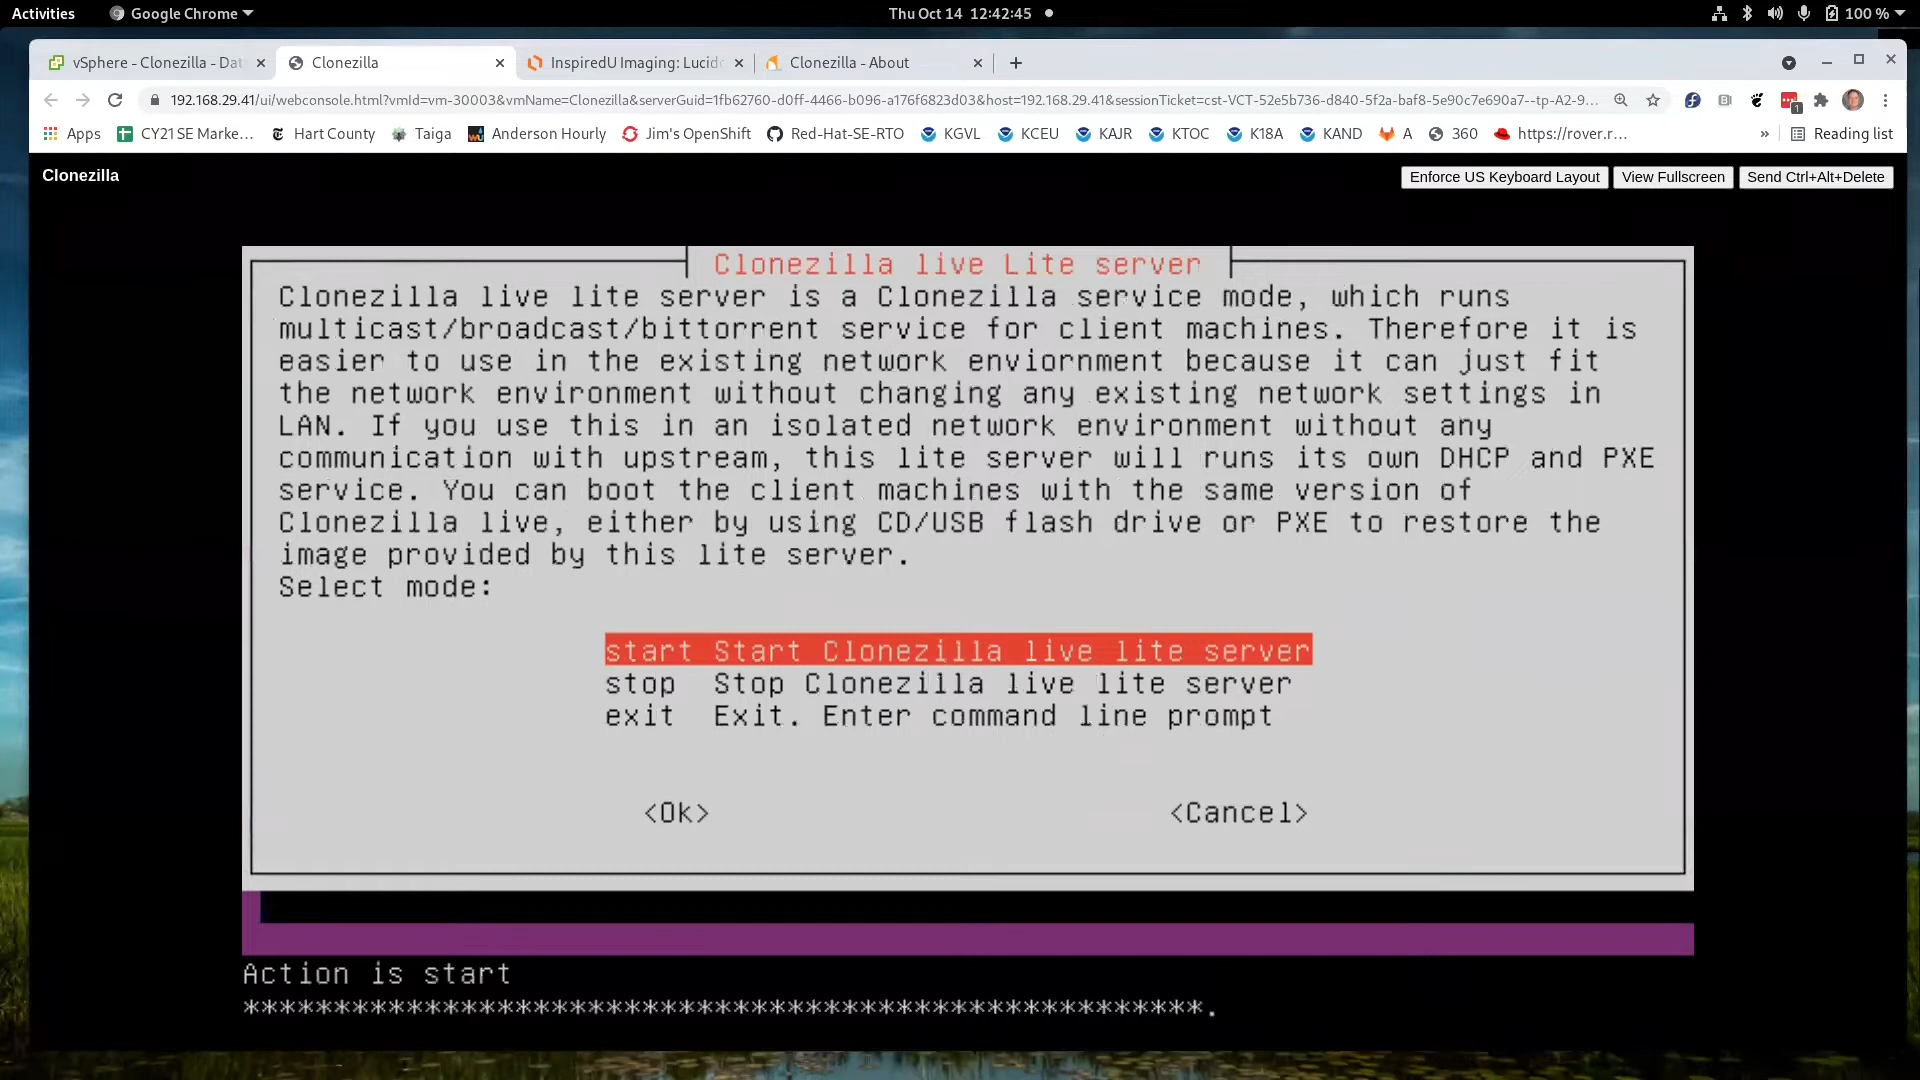 Activities
Google Chrome
Thu Oct 14 12:42:45
100 %
vSphere - Clonezilla - Dat
Clonezilla
InspiredU Imaging: Lucid
Clonezilla - About
192.168.29.41/ui/webconsole.html?vmId=vm-30003&vmName=Clonezilla&serverGuid=1fb62760-d0ff-4466-b096-a176f6823d03&host=192.168.29.41&sessionTicket=cst-VCT-52e5b736-d840-5f2a-baf8-5e90c7e690a7--tp-A2-9...
1
Apps
CY21 SE Marke...
Hart County
Taiga
Anderson Hourly
Jim's OpenShift
Red-Hat-SE-RTO
KGVL
KCEU
KAJR
KTOC
K18A
KAND
A
360
https://rover.r...
»
Reading list
Clonezilla
Enforce US Keyboard Layout
View Fullscreen
Send Ctrl+Alt+Delete
Clonezilla live Lite server
Clonezilla live lite server is a Clonezilla service mode, which runs
multicast/broadcast/bittorrent service for client machines. Therefore it is
easier to use in the existing network enviornment because it can just fit
the network environment without changing any existing network settings in
LAN. If you use this in an isolated network environment without any
communication with upstream, this lite server will runs its own DHCP and PXE
service. You can boot the client machines with the same version of
Clonezilla live, either by using CD/USB flash drive or PXE to restore the
image provided by this lite server.
Select mode:
start Start Clonezilla live lite server
stop Stop Clonezilla live lite server
exit Exit. Enter command line prompt
<Ok>
<Cancel>
Action is start
*****************************************************.